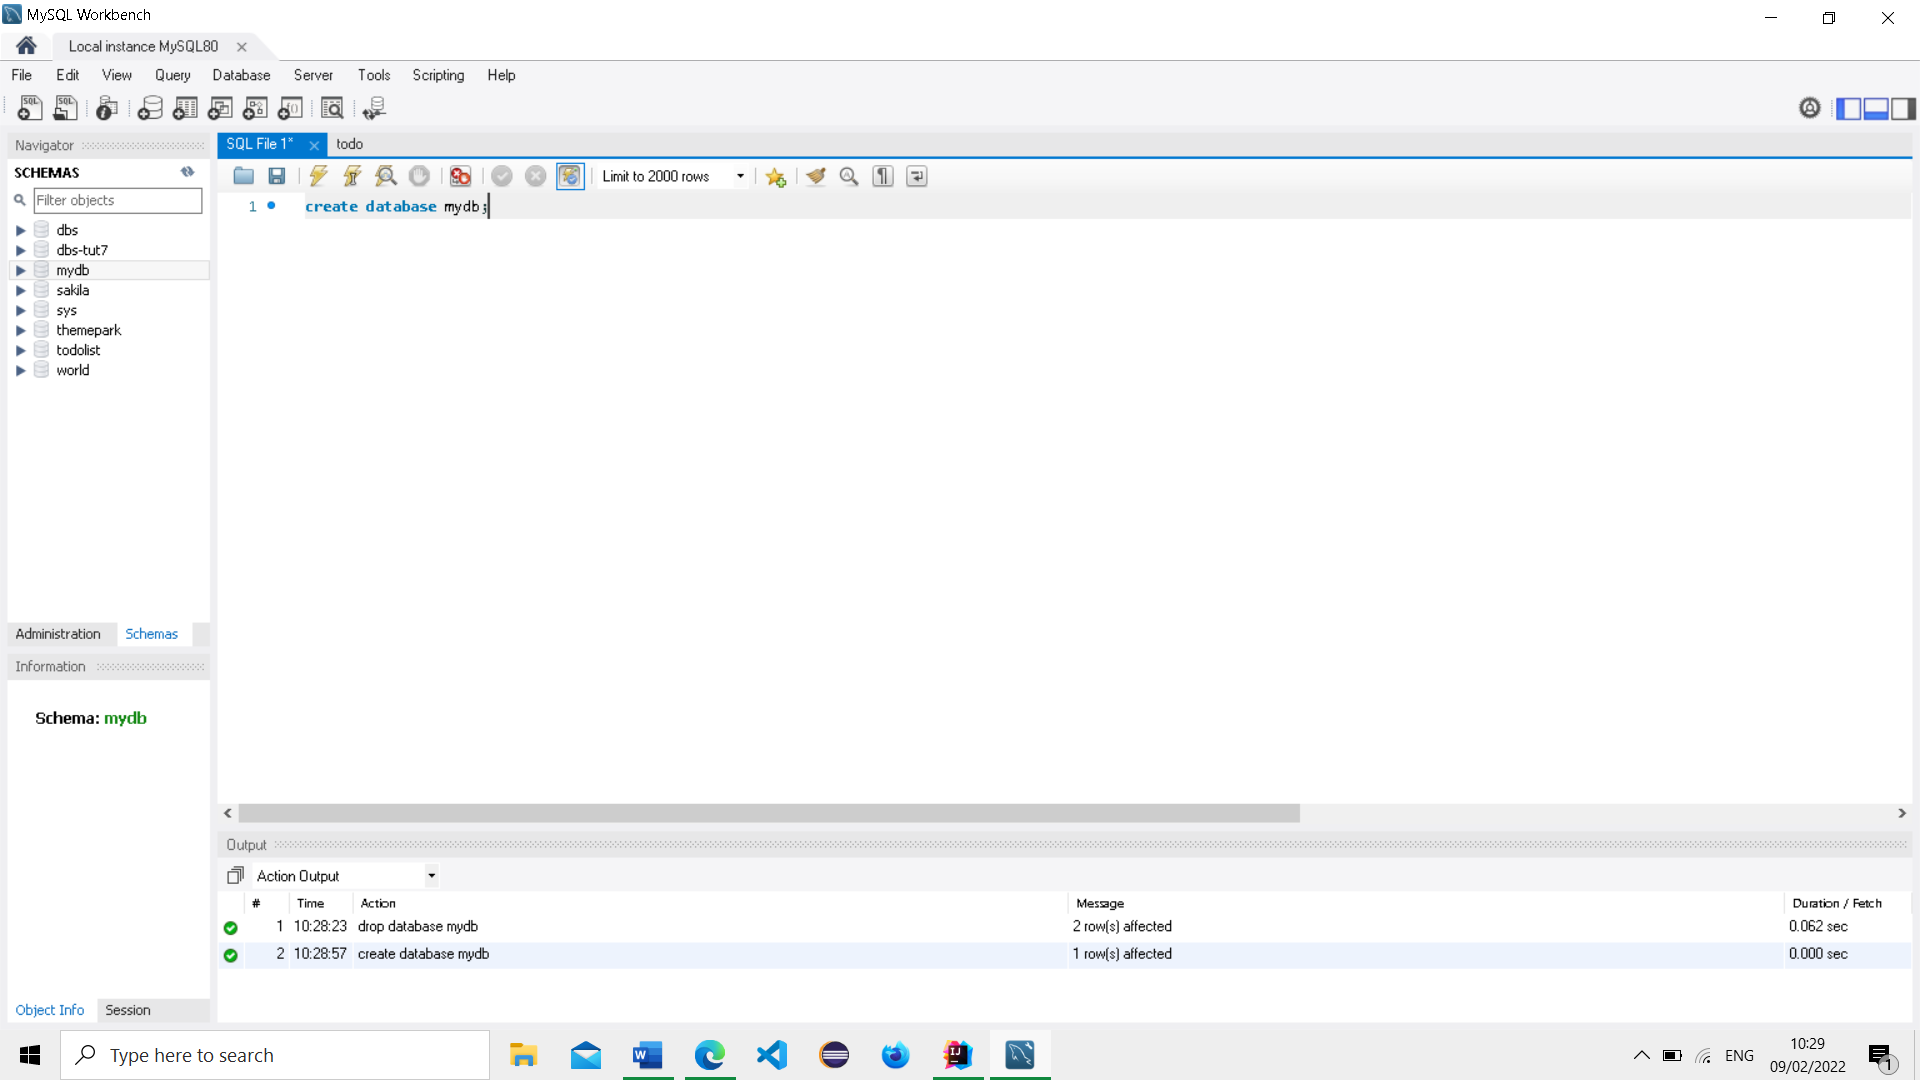 MySQL Workbench
Local instance MySQL80
File Edit View Query Database Server Tools Scripting Help
Navigator
SCHEMAS
Filter objects
dbs
dbs-tut7
mydb
sakila
sys
themepark
todolist
world
Administration Schemas
Information
Schema: mydb
Object Info Session
SQL File 1* todo
Limit to 2000 rows
1 create database mydb;
Output
Action Output
# Time Action Message Duration / Fetch
1 10:28:23 drop database mydb 2 row(s) affected 0.062 sec
2 10:28:57 create database mydb 1 row(s) affected 0.000 sec
Type here to search
ENG
10:29
09/02/2022
1